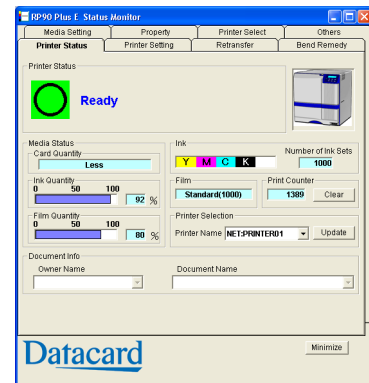 RP90 Plus E Status Monitor
Media Setting Property Printer Select Others
Printer Status Printer Setting Retransfer Bend Remedy
Printer Status
Ready
Media Status
Card Quantity
Less
Ink Quantity
0 50 100
92 %
Film Quantity
0 50 100
80 %
Ink
Y M C K
Number of Ink Sets
1000
Film
Standard(1000)
Print Counter
1389 Clear
Printer Selection
Printer Name NET:PRINTER01 Update
Document Info
Owner Name Document Name
Datacard
Minimize